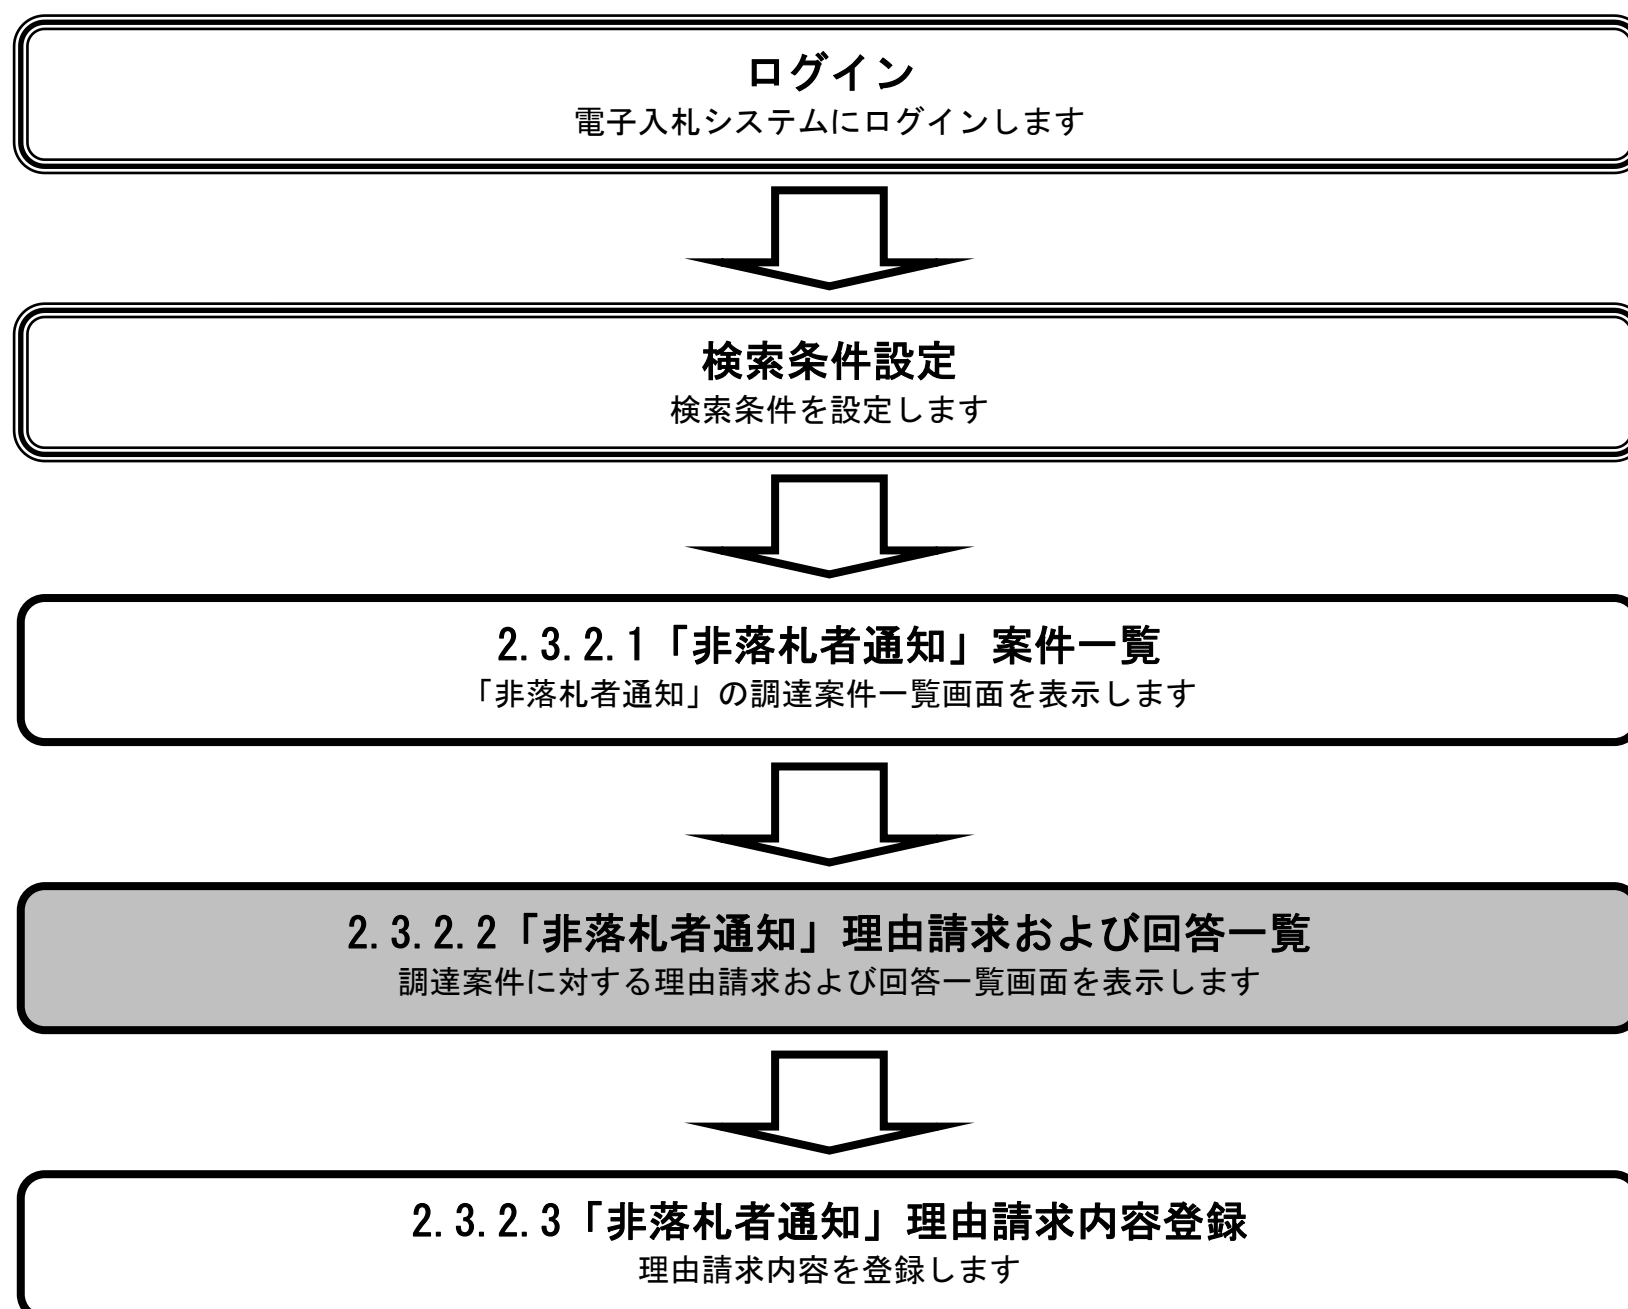 ログイン
電子入札システムにログインします
検索条件設定
検索条件を設定します
2.3.2.1「非落札者通知」案件一覧
「非落札者通知」の調達案件一覧画面を表示します
2.3.2.2「非落札者通知」理由請求および回答一覧
調達案件に対する理由請求および回答一覧画面を表示します
2.3.2.3「非落札者通知」理由請求内容登録
理由請求内容を登録します